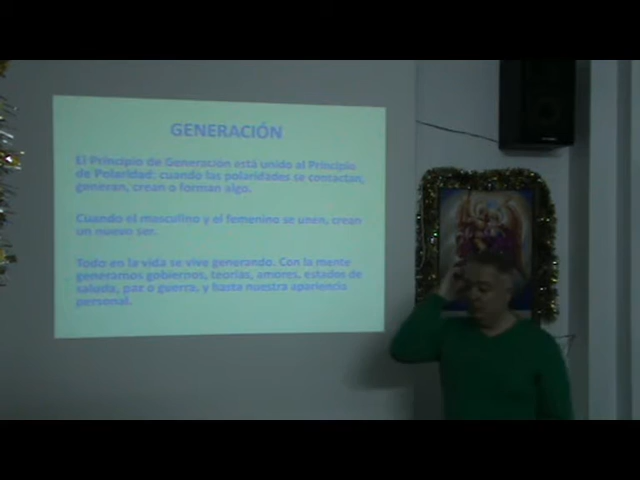 GENERACIÓN
El Principio de Generación está unido al Principio
de Polaridad: cuando las polaridades se contactan,
generan, crean o forman algo.
Cuando el masculino y el femenino se unen, crean
un nuevo ser.
Todo en la vida se vive generando. Con la mente
generamos gobiernos, teorías, amores, estados de
salud, paz o guerra, y hasta nuestra apariencia
personal.